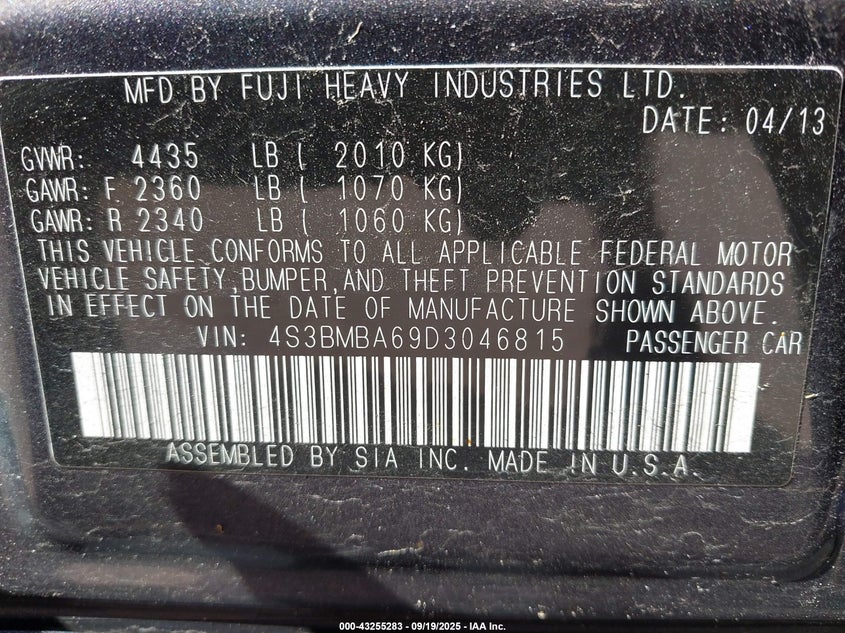 MFD BY FUJI HEAVY INDUSTRIES LTD.
DATE: 04/13
GVWR: 4435 LB ( 2010 KG)
GAWR: F 2360 LB ( 1070 KG)
GAWR: R 2340 LB ( 1060 KG)
THIS VEHICLE CONFORMS TO ALL APPLICABLE FEDERAL MOTOR
VEHICLE SAFETY, BUMPER, AND THEFT PREVENTION STANDARDS
IN EFFECT ON THE DATE OF MANUFACTURE SHOWN ABOVE.
VIN: 4S3BMBA69D3046815 PASSENGER CAR
ASSEMBLED BY SIA INC. MADE IN U.S.A.
000-43255283 - 09/19/2025 - IAA Inc.